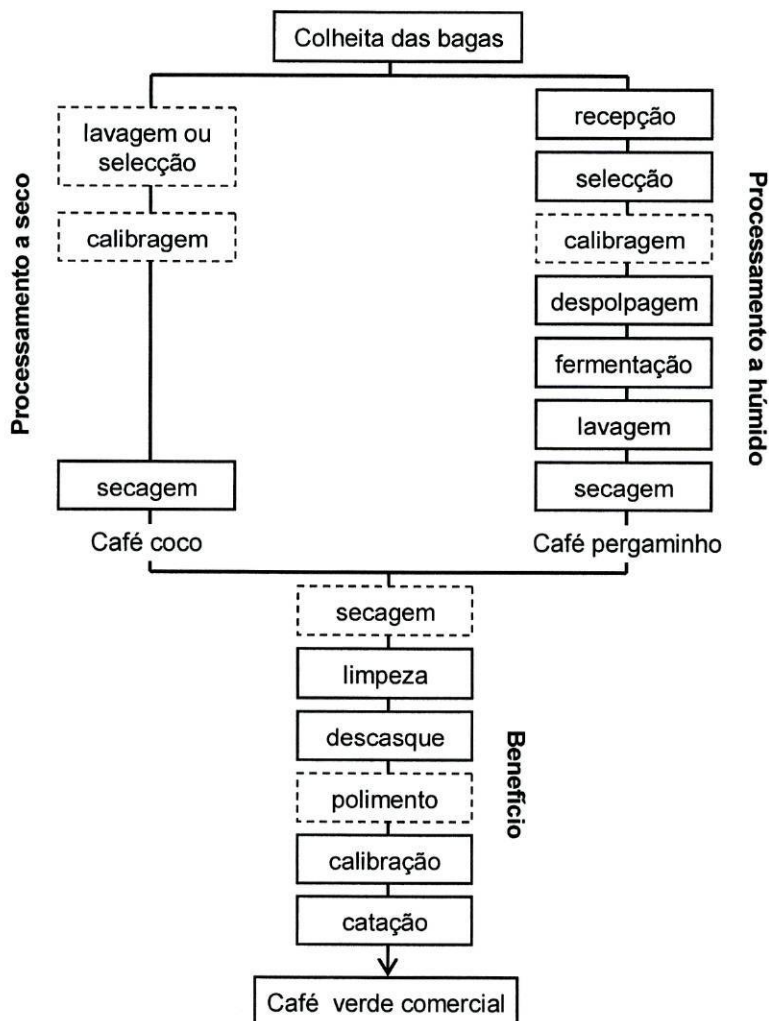 Colheita das bagas
Processamento a seco
lavagem ou
selecção
calibragem
secagem
Café coco
recepção
selecção
calibragem
despolpagem
fermentação
lavagem
secagem
Café pergaminho
Processamento a húmido
secagem
limpeza
descasque
polimento
calibração
catação
Benefício
Café verde comercial